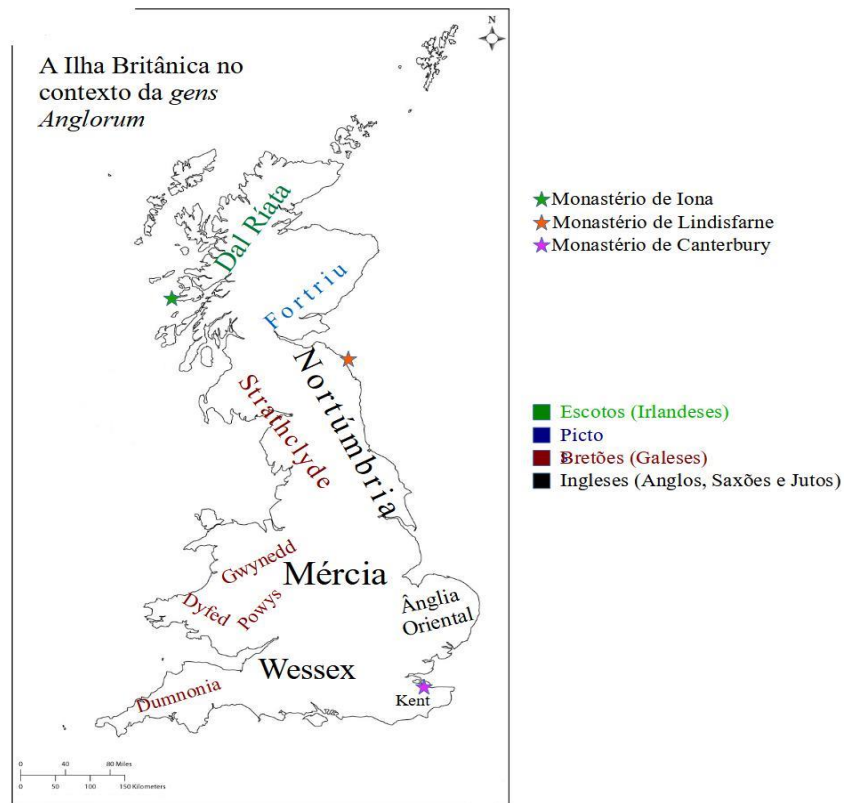 N
A Ilha Britânica no
contexto da gens
Anglorum
Dal Ríata
Fortriu
Strathclyde
Nortúmbria
Gwynedd
Mércia
Dyfed
Powys
Ânglia
Oriental
Wessex
Dumnonia
Kent
0 40 80 Miles
0 50 100 150 Kilometers
Monastério de Iona
Monastério de Lindisfarne
Monastério de Canterbury
Escotos (Irlandeses)
Picto
s
Bretões (Galeses)
Ingleses (Anglos, Saxões e Jutos)